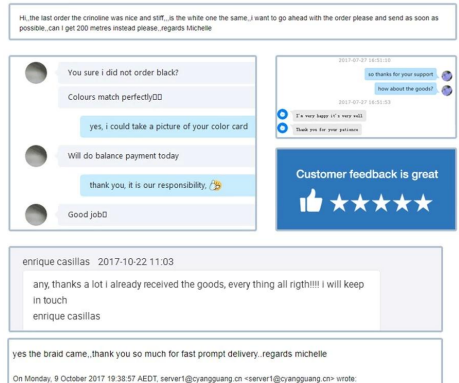 Hi,,the last order the crinoline was nice and stiff,,,is the white one the same,,i want to go ahead with the order please and send as soon as
possible,,can I get 200 metres instead please,,regards Michelle
You sure i did not order black?
Colours match perfectly
yes, i could take a picture of your color card
Will do balance payment today
thank you, it is our responsibility,
Good job
2017-07-27 16:51:10
so thanks for your support
how about the goods?
2017-07-27 16:51:53
I'm very happy it's very well
Thank you for your patience
Customer feedback is great
enrique casillas 2017-10-22 11:03
any, thanks a lot i already received the goods, every thing all rigth!!!! i will keep
in touch
enrique casillas
yes the braid came,,thank you so much for fast prompt delivery..regards michelle
On Monday, 9 October 2017 19:38:57 AEDT, server1@cyangguang.cn <server1@cyangguang.cn> wrote: